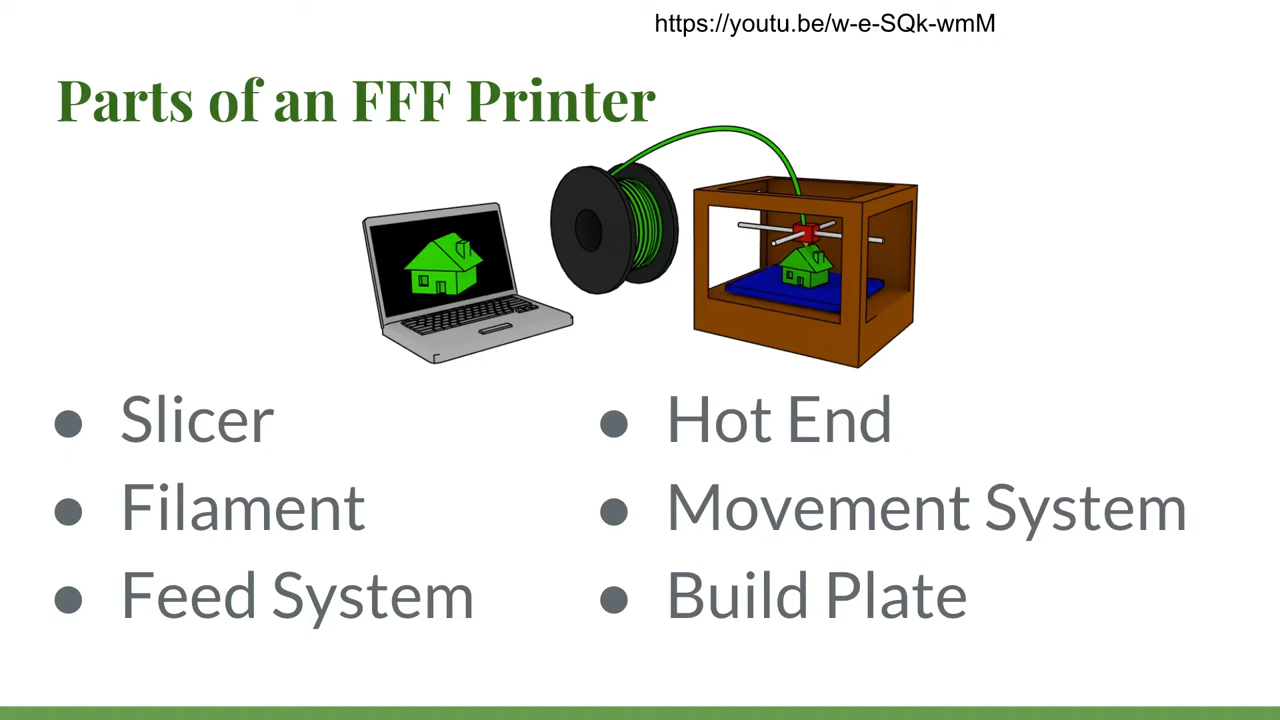 https://youtu.be/w-e-SQk-wmM
Parts of an FFF Printer
● Slicer
● Filament
● Feed System
● Hot End
● Movement System
● Build Plate